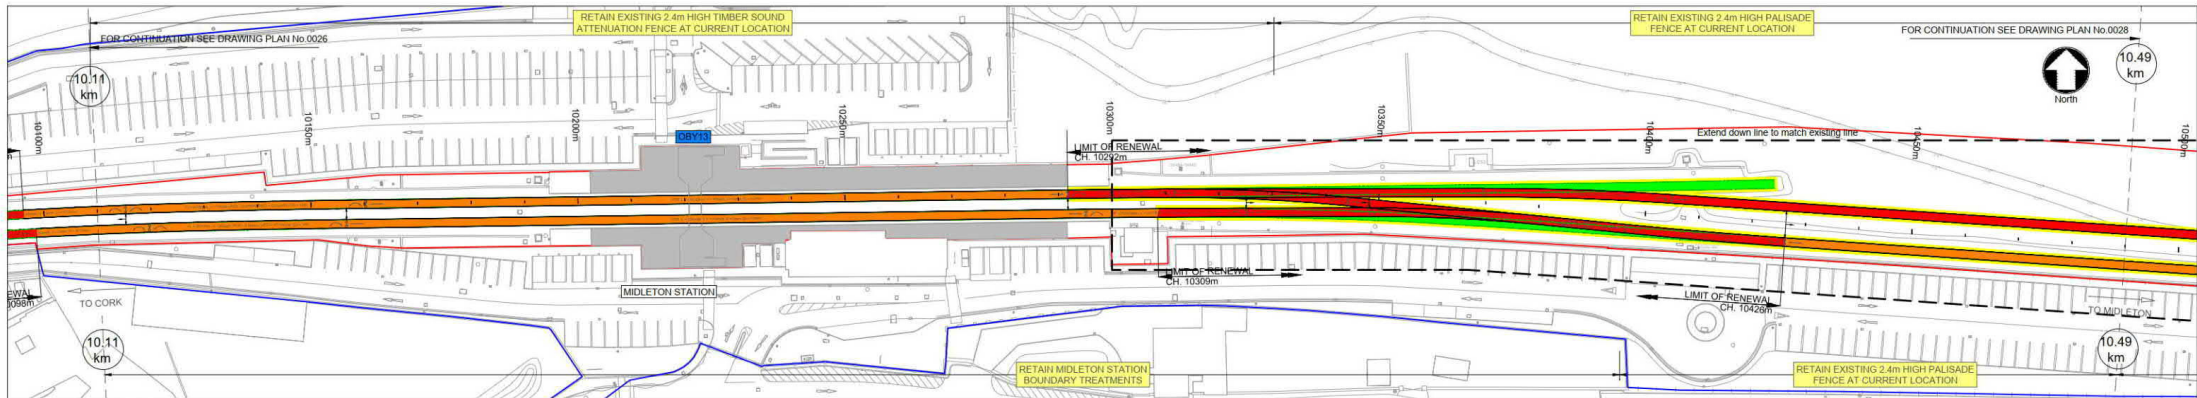 RETAIN EXISTING 2.4m HIGH TIMBER SOUND
ATTENUATION FENCE AT CURRENT LOCATION
RETAIN EXISTING 2.4m HIGH PALISADE
FENCE AT CURRENT LOCATION
FOR CONTINUATION SEE DRAWING PLAN No.0026
FOR CONTINUATION SEE DRAWING PLAN No.0028
10.11
km
10.49
km
North
10100m
10150m
10200m
OBY13
10250m
10300m
10350m
10400m
10450m
10500m
Extend down line to match existing line
LIMIT OF RENEWAL
CH. 10292m
LIMIT OF RENEWAL
CH. 10309m
MIDLETON STATION
LIMIT OF RENEWAL
CH. 10426m
TO CORK
TO MIDLETON
10.11
km
10.49
km
RETAIN MIDLETON STATION
BOUNDARY TREATMENTS
RETAIN EXISTING 2.4m HIGH PALISADE
FENCE AT CURRENT LOCATION